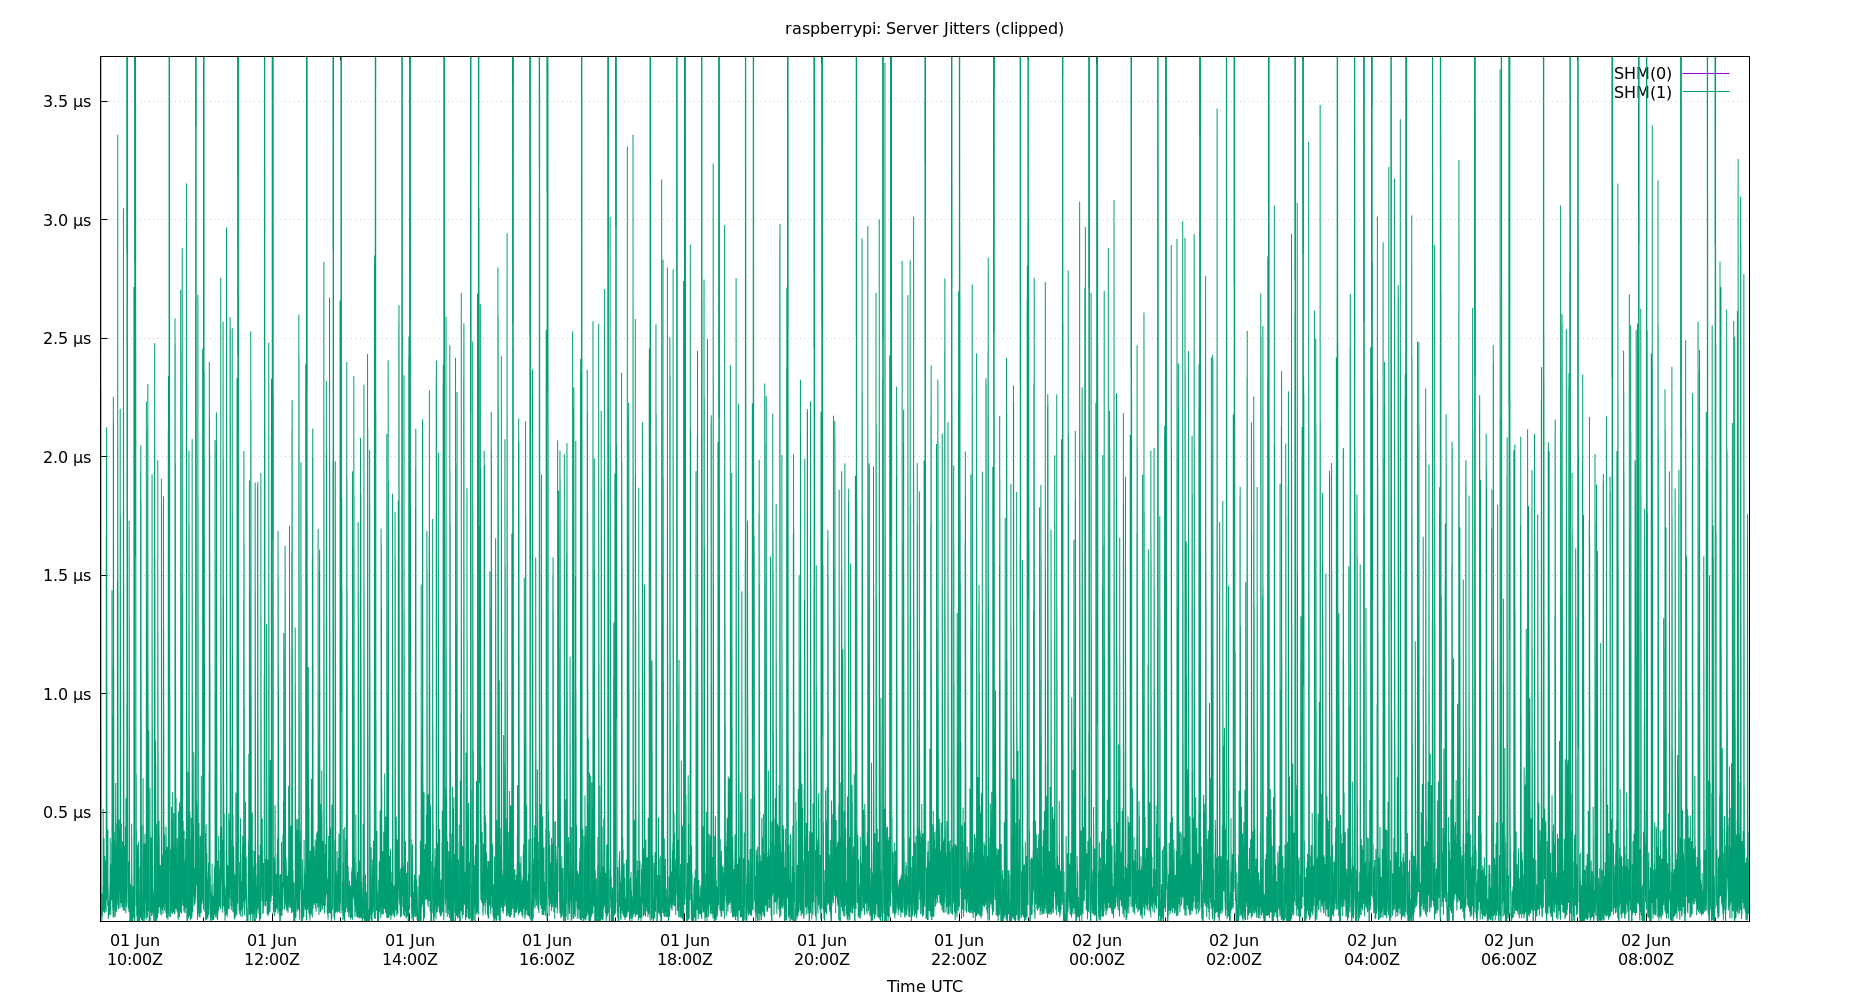 raspberrypi: Server Jitters (clipped)
SHM(0)
SHM(1)
3.5 µs
3.0 µs
2.5 µs
2.0 µs
1.5 µs
1.0 µs
0.5 µs
01 Jun 01 Jun 01 Jun 01 Jun 01 Jun 01 Jun 01 Jun 02 Jun 02 Jun 02 Jun 02 Jun 02 Jun
10:00Z 12:00Z 14:00Z 16:00Z 18:00Z 20:00Z 22:00Z 00:00Z 02:00Z 04:00Z 06:00Z 08:00Z
Time UTC